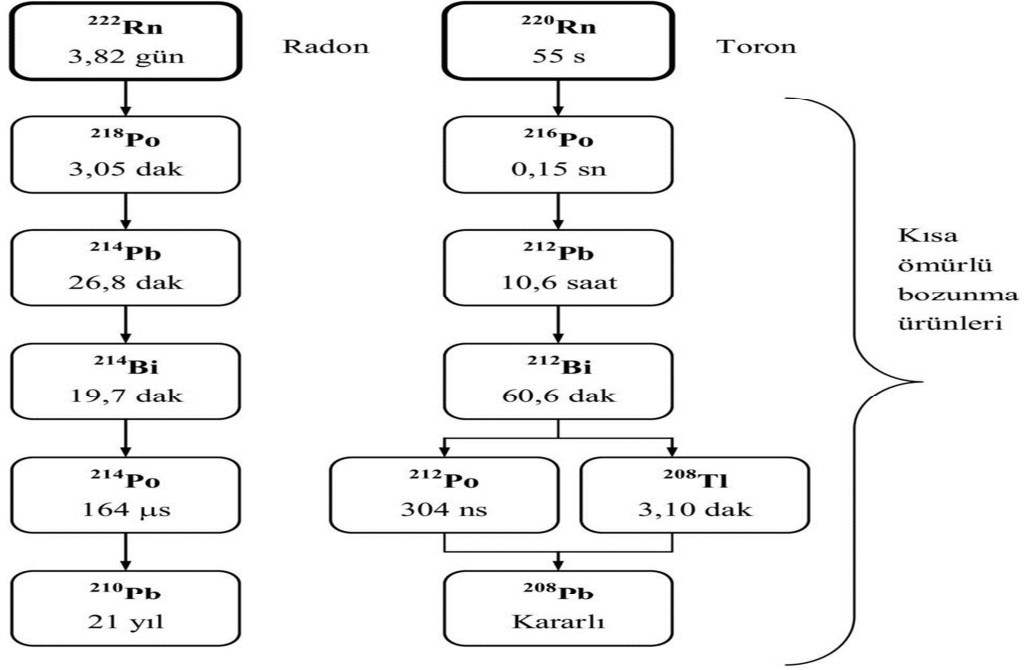 ²²²Rn
3,82 gün
Radon
²²⁰Rn
55 s
Toron
²¹⁸Po
3,05 dak
²¹⁶Po
0,15 sn
²¹⁴Pb
26,8 dak
²¹²Pb
10,6 saat
²¹⁴Bi
19,7 dak
²¹²Bi
60,6 dak
²¹⁴Po
164 µs
²¹²Po
304 ns
²⁰⁸Tl
3,10 dak
²¹⁰Pb
21 yıl
²⁰⁸Pb
Kararlı
Kısa
ömürlü
bozunma
ürünleri